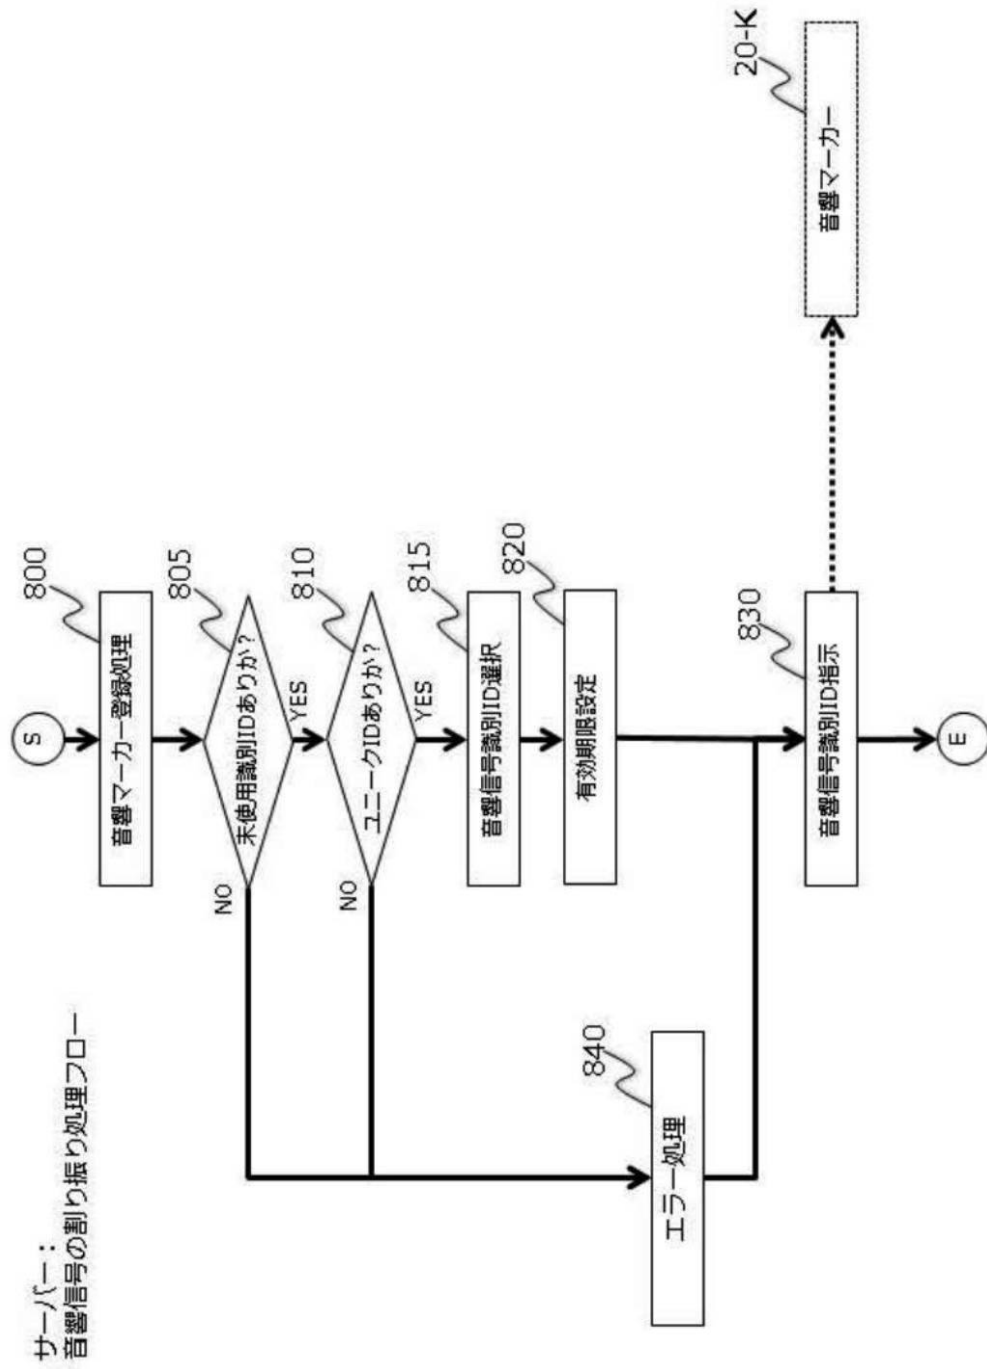 サーバー：
音響信号の割り振り処理フロー
S
800
音響マーカー登録処理
805
未使用識別IDありか？
NO
YES
810
ユニークIDありか？
NO
YES
815
音響信号識別ID選択
820
有効期限設定
840
エラー処理
830
音響信号識別ID指示
20-K
音響マーカー
E